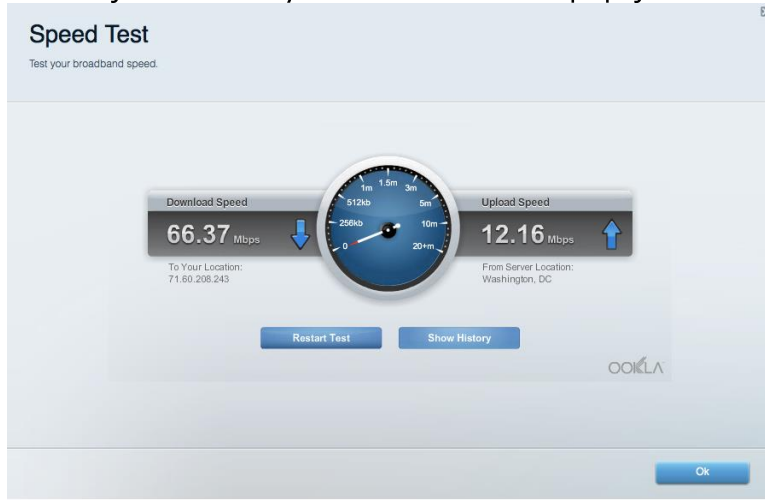 Speed Test
Test your broadband speed.
Download Speed
66.37 Mbps
To Your Location:
71.60.208.243
0
256kb
512kb
1m
1.5m
3m
5m
10m
20+m
Upload Speed
12.16 Mbps
From Server Location:
Washington, DC
Restart Test
Show History
OOKLA
Ok